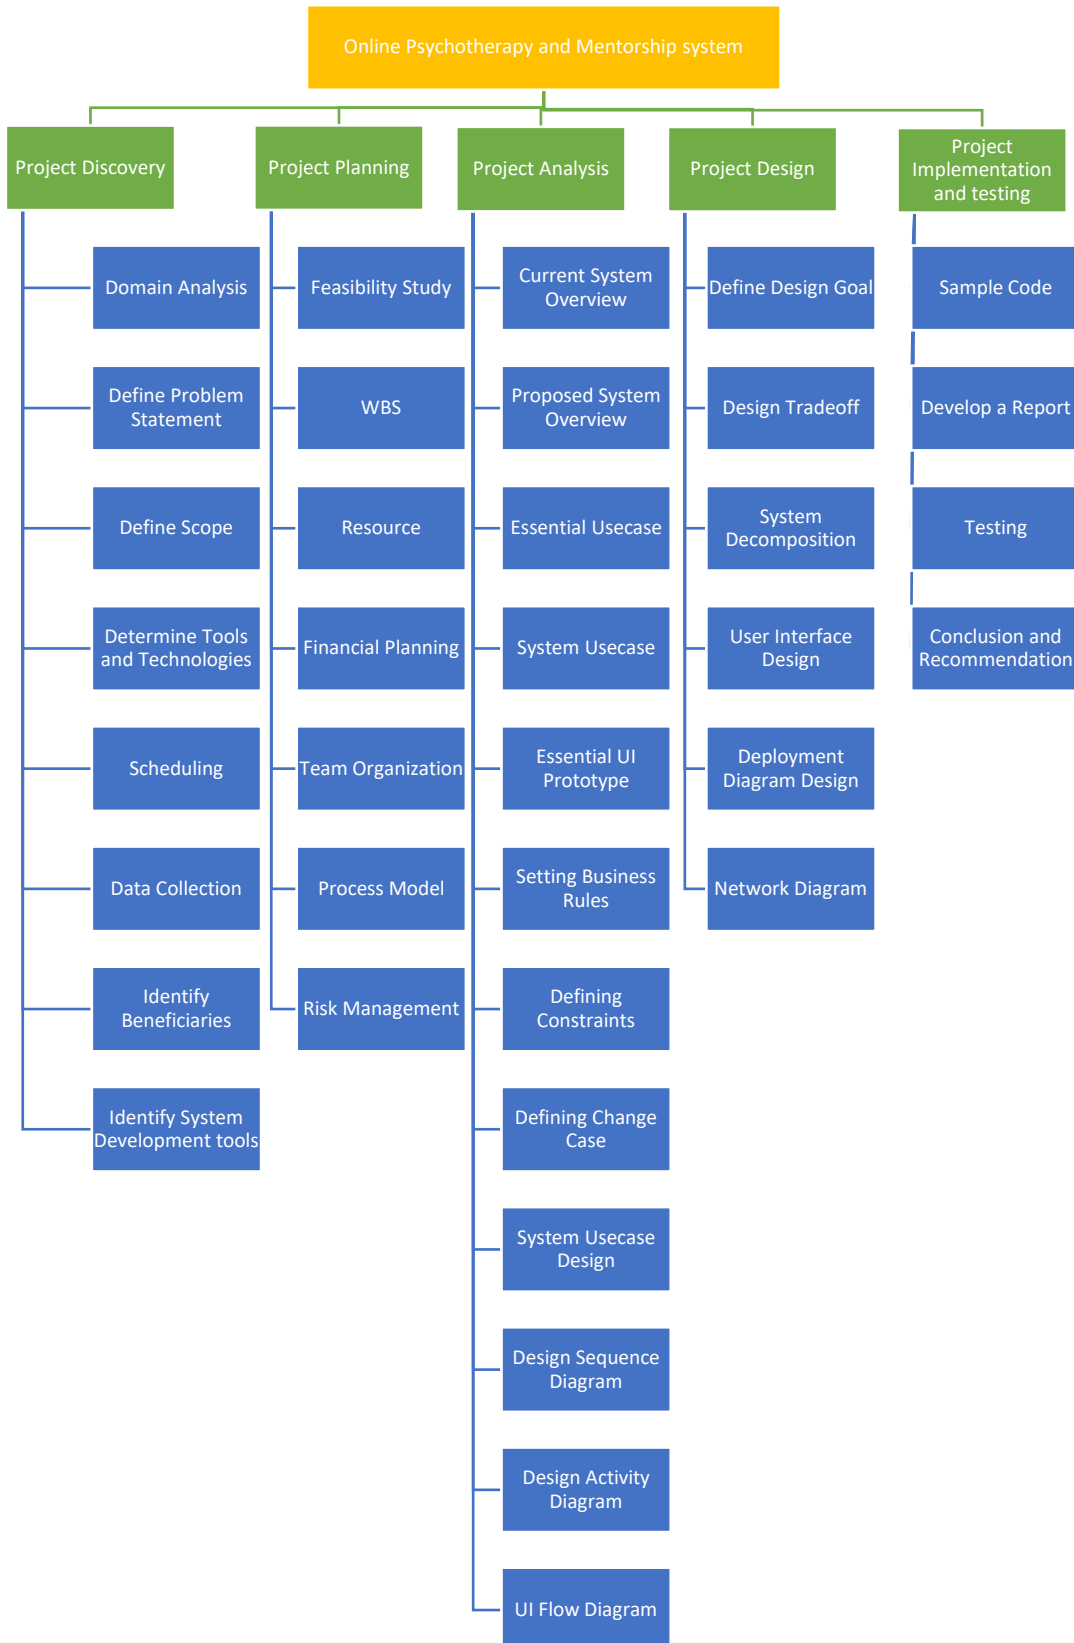 Online Psychotherapy and Mentorship system
Project Discovery
Project Planning
Project Analysis
Project Design
Project
Implementation
and testing
Domain Analysis
Define Problem
Statement
Define Scope
Determine Tools
and Technologies
Scheduling
Data Collection
Identify
Beneficiaries
Identify System
Development tools
Feasibility Study
WBS
Resource
Financial Planning
Team Organization
Process Model
Risk Management
Current System
Overview
Proposed System
Overview
Essential Usecase
System Usecase
Essential UI
Prototype
Setting Business
Rules
Defining
Constraints
Defining Change
Case
System Usecase
Design
Design Sequence
Diagram
Design Activity
Diagram
UI Flow Diagram
Define Design Goal
Design Tradeoff
System
Decomposition
User Interface
Design
Deployment
Diagram Design
Network Diagram
Sample Code
Develop a Report
Testing
Conclusion and
Recommendation